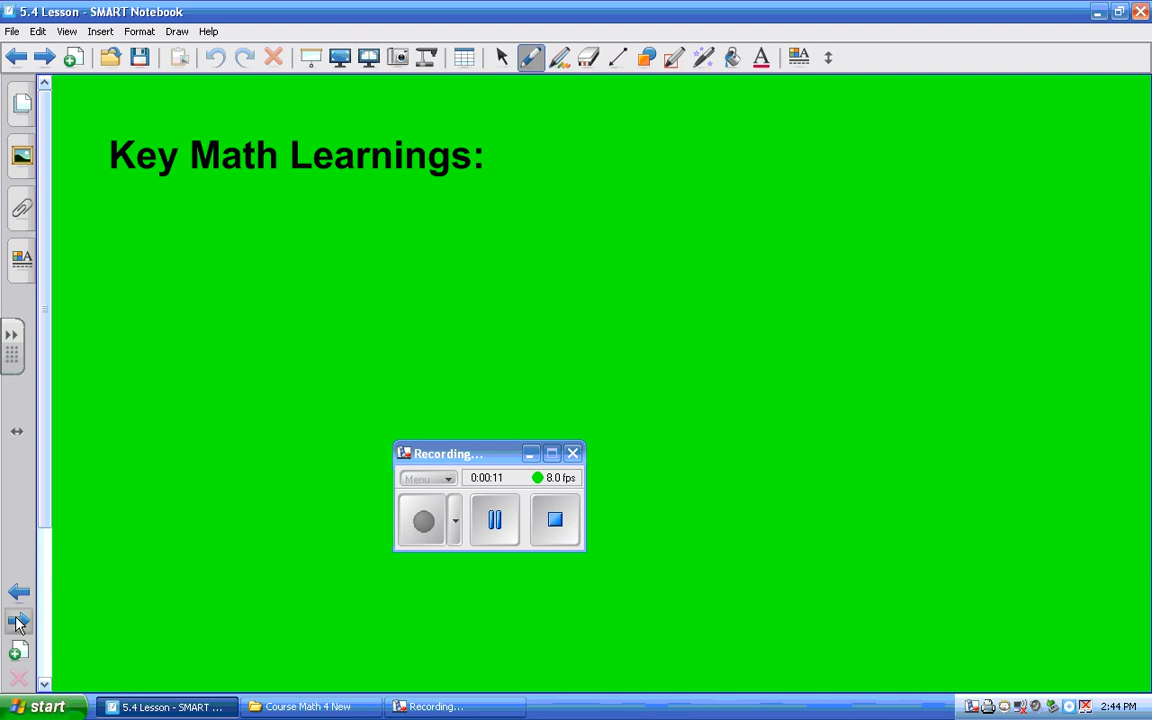 5.4 Lesson - SMART Notebook
File Edit View Insert Format Draw Help
Key Math Learnings:
Recording...
Menu 0:00:11 8.0 fps
start 5.4 Lesson - SMART ... Course Math 4 New Recording... 2:44 PM